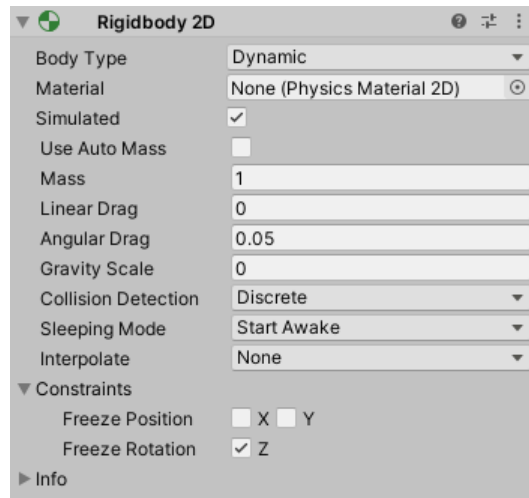 Rigidbody 2D
Body Type Dynamic
Material None (Physics Material 2D)
Simulated
Use Auto Mass
Mass 1
Linear Drag 0
Angular Drag 0.05
Gravity Scale 0
Collision Detection Discrete
Sleeping Mode Start Awake
Interpolate None
Constraints
Freeze Position X Y
Freeze Rotation Z
Info